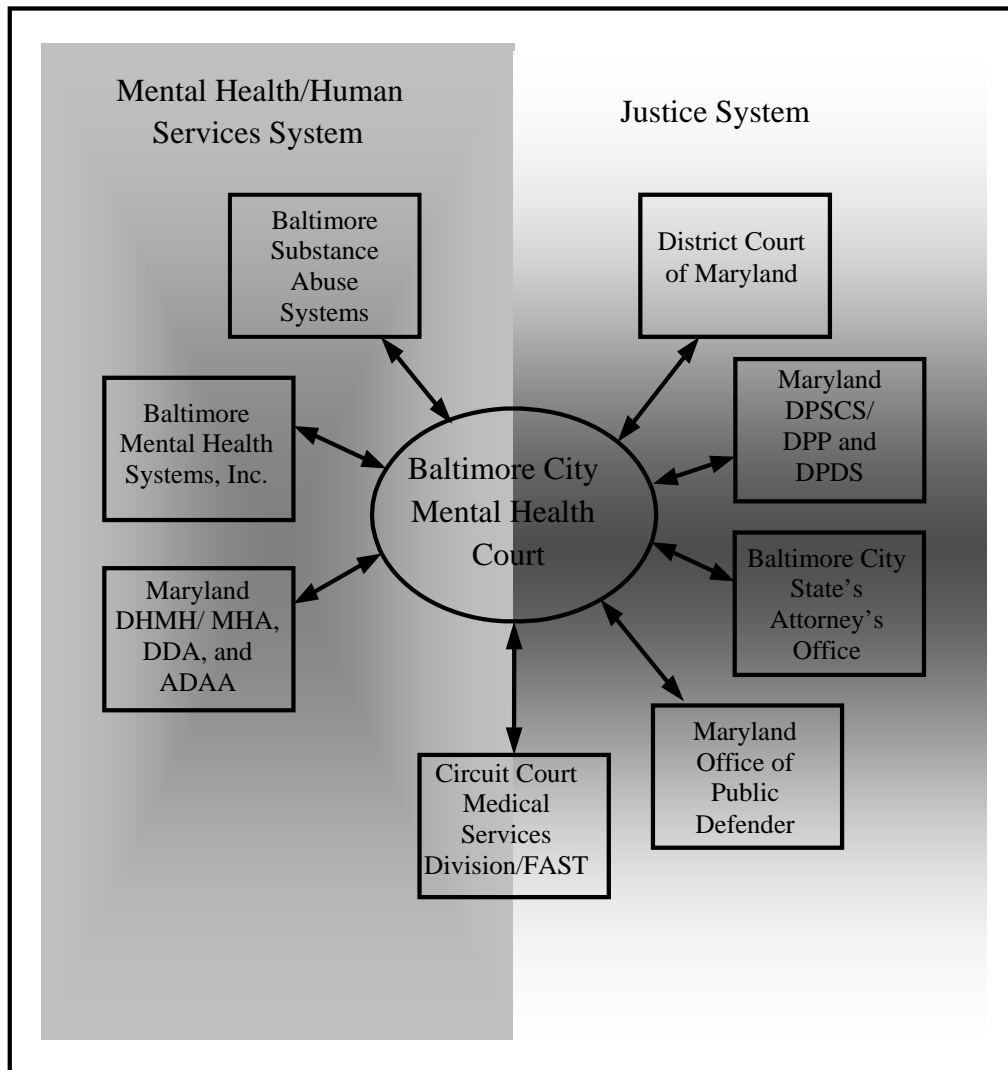 Mental Health/Human
Services System
Justice System
Baltimore
Substance
Abuse
Systems
District Court
of Maryland
Baltimore
Mental Health
Systems, Inc.
Maryland
DPSCS/
DPP and
DPDS
Baltimore City
Mental Health
Court
Maryland
DHMH/ MHA,
DDA, and
ADAA
Baltimore City
State’s
Attorney’s
Office
Circuit Court
Medical
Services
Division/FAST
Maryland
Office of
Public
Defender